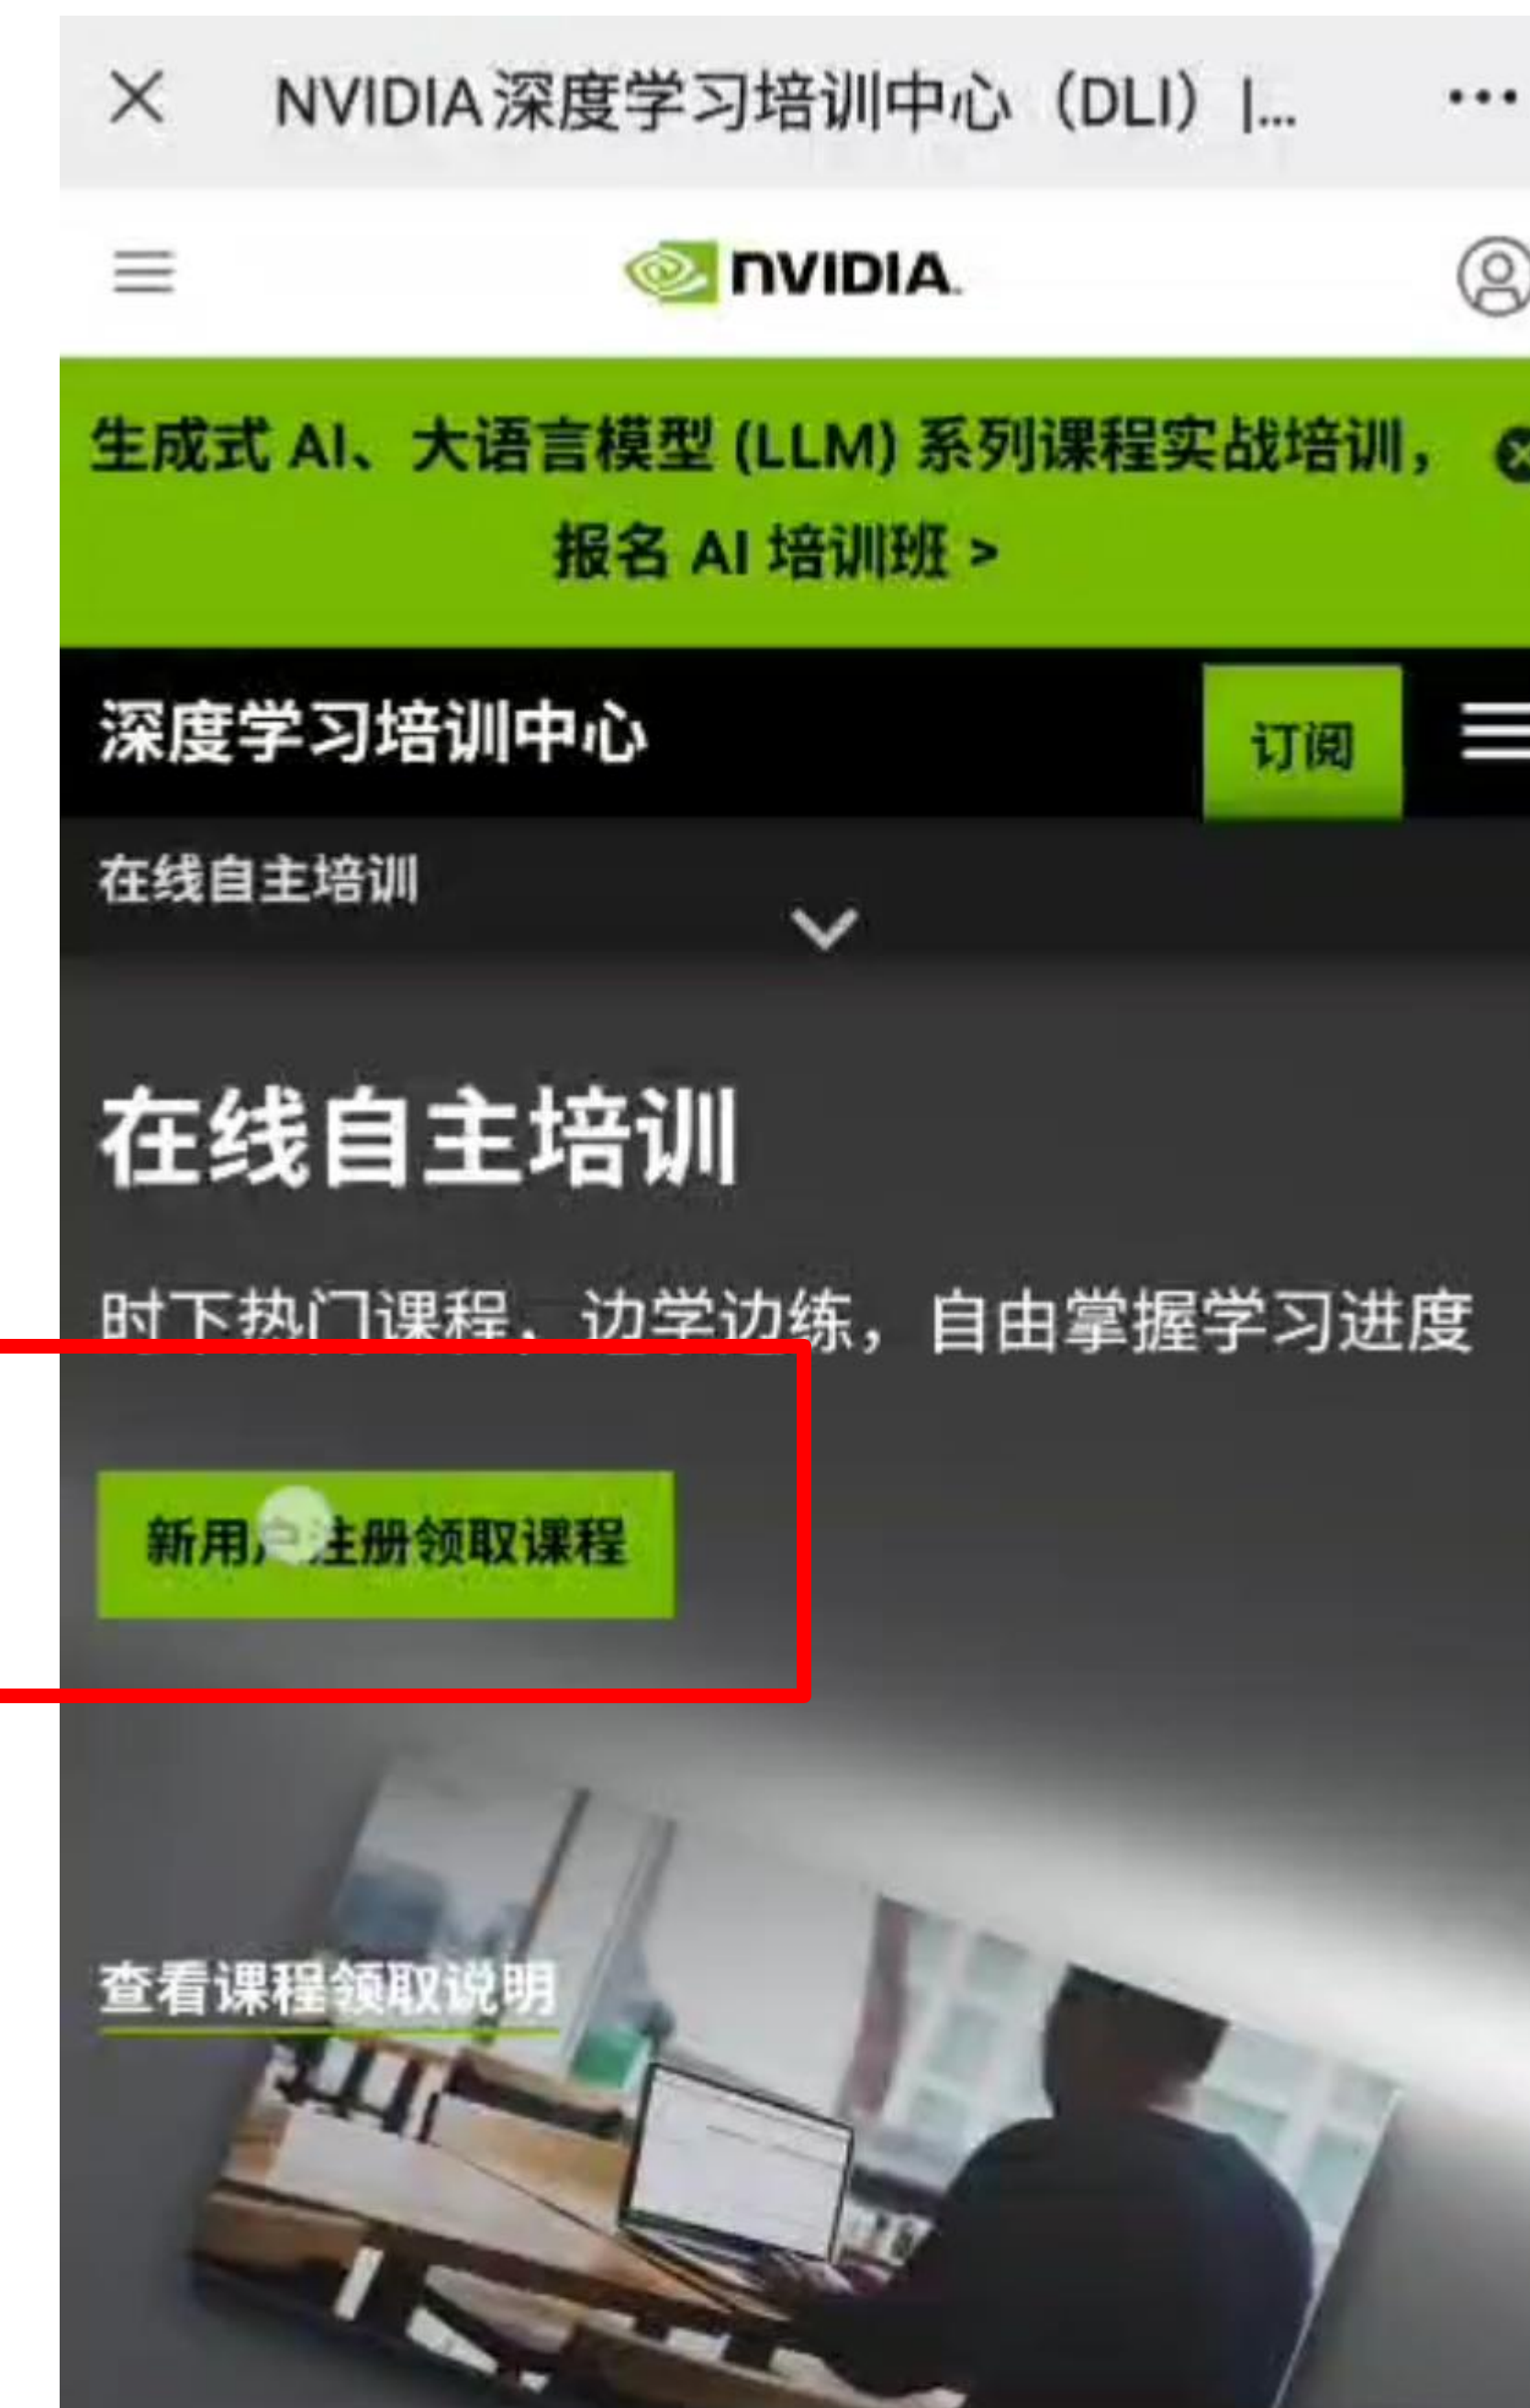 NVIDIA深度学习培训中心（DLI）|...
NVIDIA.
生成式 AI、大语言模型 (LLM) 系列课程实战培训，
报名 AI 培训班 >
深度学习培训中心
订阅
在线自主培训
在线自主培训
时下热门课程，边学边练，自由掌握学习进度
新用户注册领取课程
查看课程领取说明